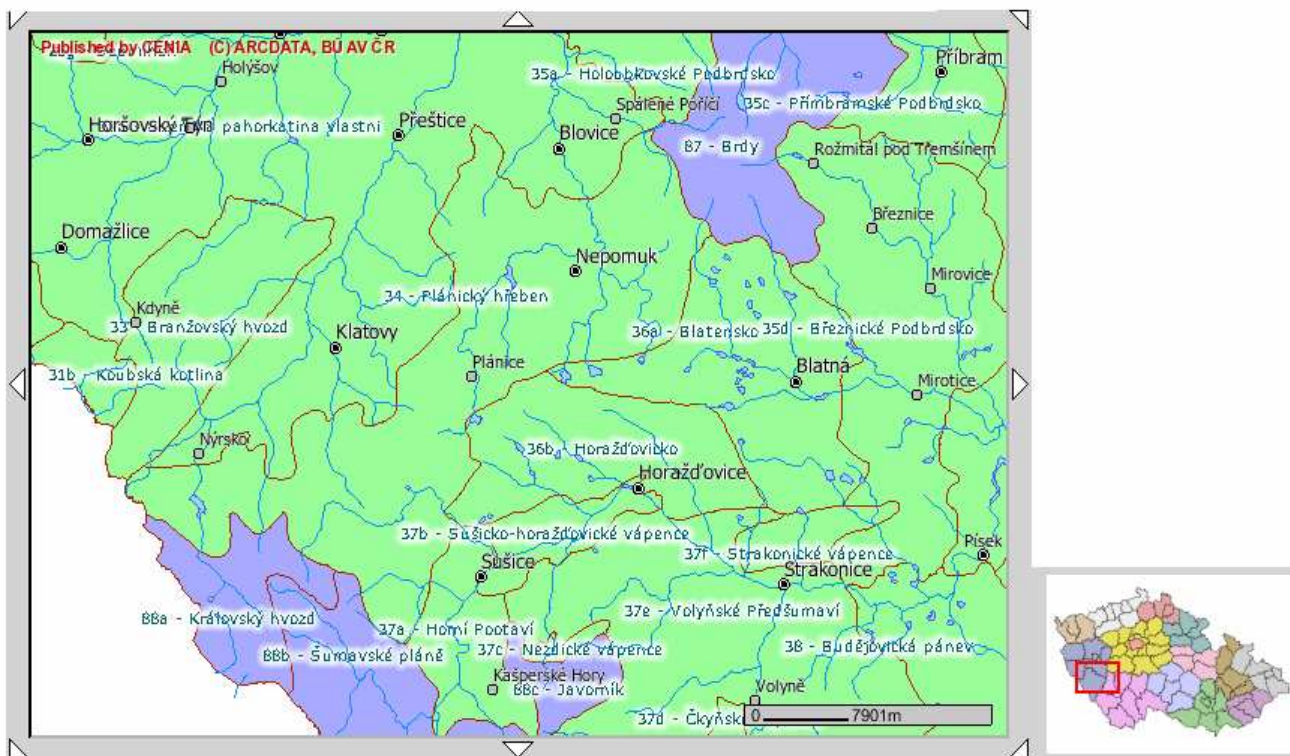 Published by CENIA (C) ARCDATA, BÚ AV ČR
Příbram
Holýšov
35a - Holoubkovské Podbrdsko
35c - Přímbrámské Podbrdsko
Spálené Poříčí
Horšovský Týn
pahorkatina vlastní
Přeštice
Blovice
87 - Brdy
Rožmitál pod Třemšínem
Březnice
Domažlice
Nepomuk
Mirovice
34 - Plánický hřeben
Kdyně
33 - Branžovský hvozd
Klatovy
36a - Blatensko
35d - Březnické Podbrdsko
Plánice
31b - Koubská kotlina
Blatná
Mirotice
Nýrsko
36b - Horažďovicko
Horažďovice
37b - Sušicko-horažďovické vápence
37f - Strakonické vápence
Písek
Sušice
Strakonice
88a - Královský hvozd
37e - Volyňské Předšumaví
37a - Horní Pootaví
88b - Šumavské pláně
37c - Nezdické vápence
38 - Budějovická pánev
Kašperské Hory
88c - Javorník
Volyně
37d - Čkyňsk
0 7901m